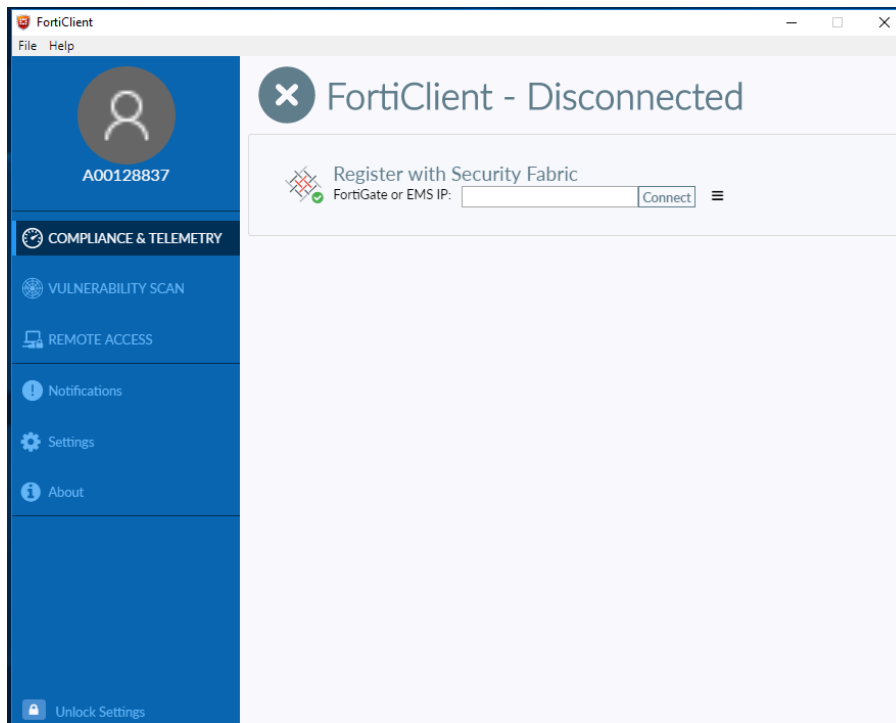 FortiClient
File Help
A00128837
COMPLIANCE & TELEMETRY
VULNERABILITY SCAN
REMOTE ACCESS
Notifications
Settings
About
Unlock Settings
FortiClient - Disconnected
Register with Security Fabric
FortiGate or EMS IP: Connect